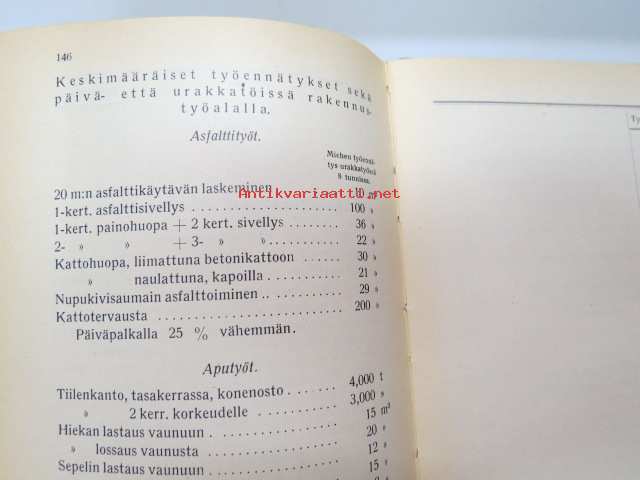 146
Keskimääräiset työennätykset sekä
päivä- että urakkatöissä rakennus-
työalalla.
Asfalttityöt.
Miehen työennä-
tys urakkatyössä
8 tunnissa.
20 m:n asfalttikäytävän laskeminen 10 m²
Antikvariaatti.net
1-kert. asfalttisivellys .................... 100 »
1-kert. painohuopa + 2 kert. sivellys ....... 36 »
2- » » + 3- » » ........... 22 »
Kattohuopa, liimattuna betonikattoon ...... 30 »
» naulattuna, kapoilla ............ 21 »
Nupukivisaumain asfalttoiminen .. ......... 29 »
Kattotervausta ........................ 200 »
Päiväpalkalla 25 % vähemmän.
Aputyöt.
Tiilenkanto, tasakerrassa, konenosto ....... 4,000 t
» 2 kerr. korkeudelle ........... 3,000 »
Hiekan lastaus vaunuun .................. 15 m³
» lossaus vaunusta ................ 20 »
Sepelin lastaus vaunuun ................. 12 »
15 »
Ty